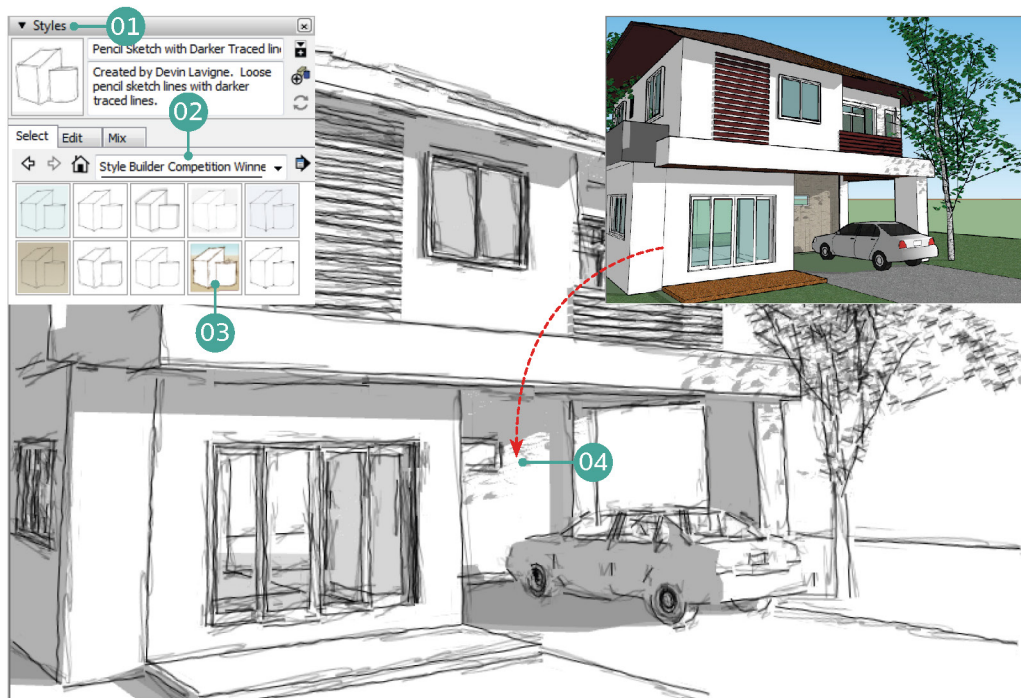 Styles
01
Pencil Sketch with Darker Traced lin
Created by Devin Lavigne. Loose
pencil sketch lines with darker
traced lines.
02
Select Edit Mix
Style Builder Competition Winne
03
04